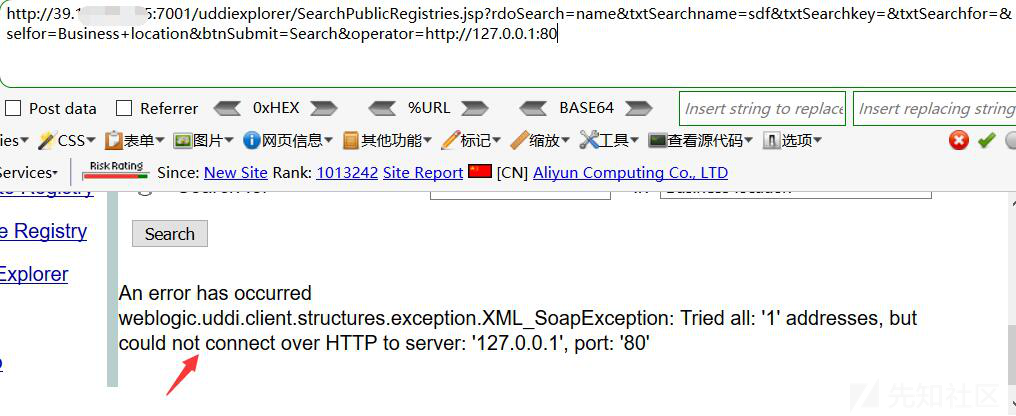 http://39.1 5:7001/uddiexplorer/SearchPublicRegistries.jsp?rdoSearch=name&txtSearchname=sdf&txtSearchkey=&txtSearchfor=&
selfor=Business+location&btnSubmit=Search&operator=http://127.0.0.1:80
Post data Referrer 0xHEX %URL BASE64 Insert string to replace Insert replacing string
ies CSS 表单 图片 网页信息 其他功能 标记 缩放 工具 查看源代码 选项
Services Risk Rating Since: New Site Rank: 1013242 Site Report [CN] Aliyun Computing Co., LTD
e Registry
Search
Explorer
An error has occurred
weblogic.uddi.client.structures.exception.XML_SoapException: Tried all: '1' addresses, but
could not connect over HTTP to server: '127.0.0.1', port: '80'
先知社区